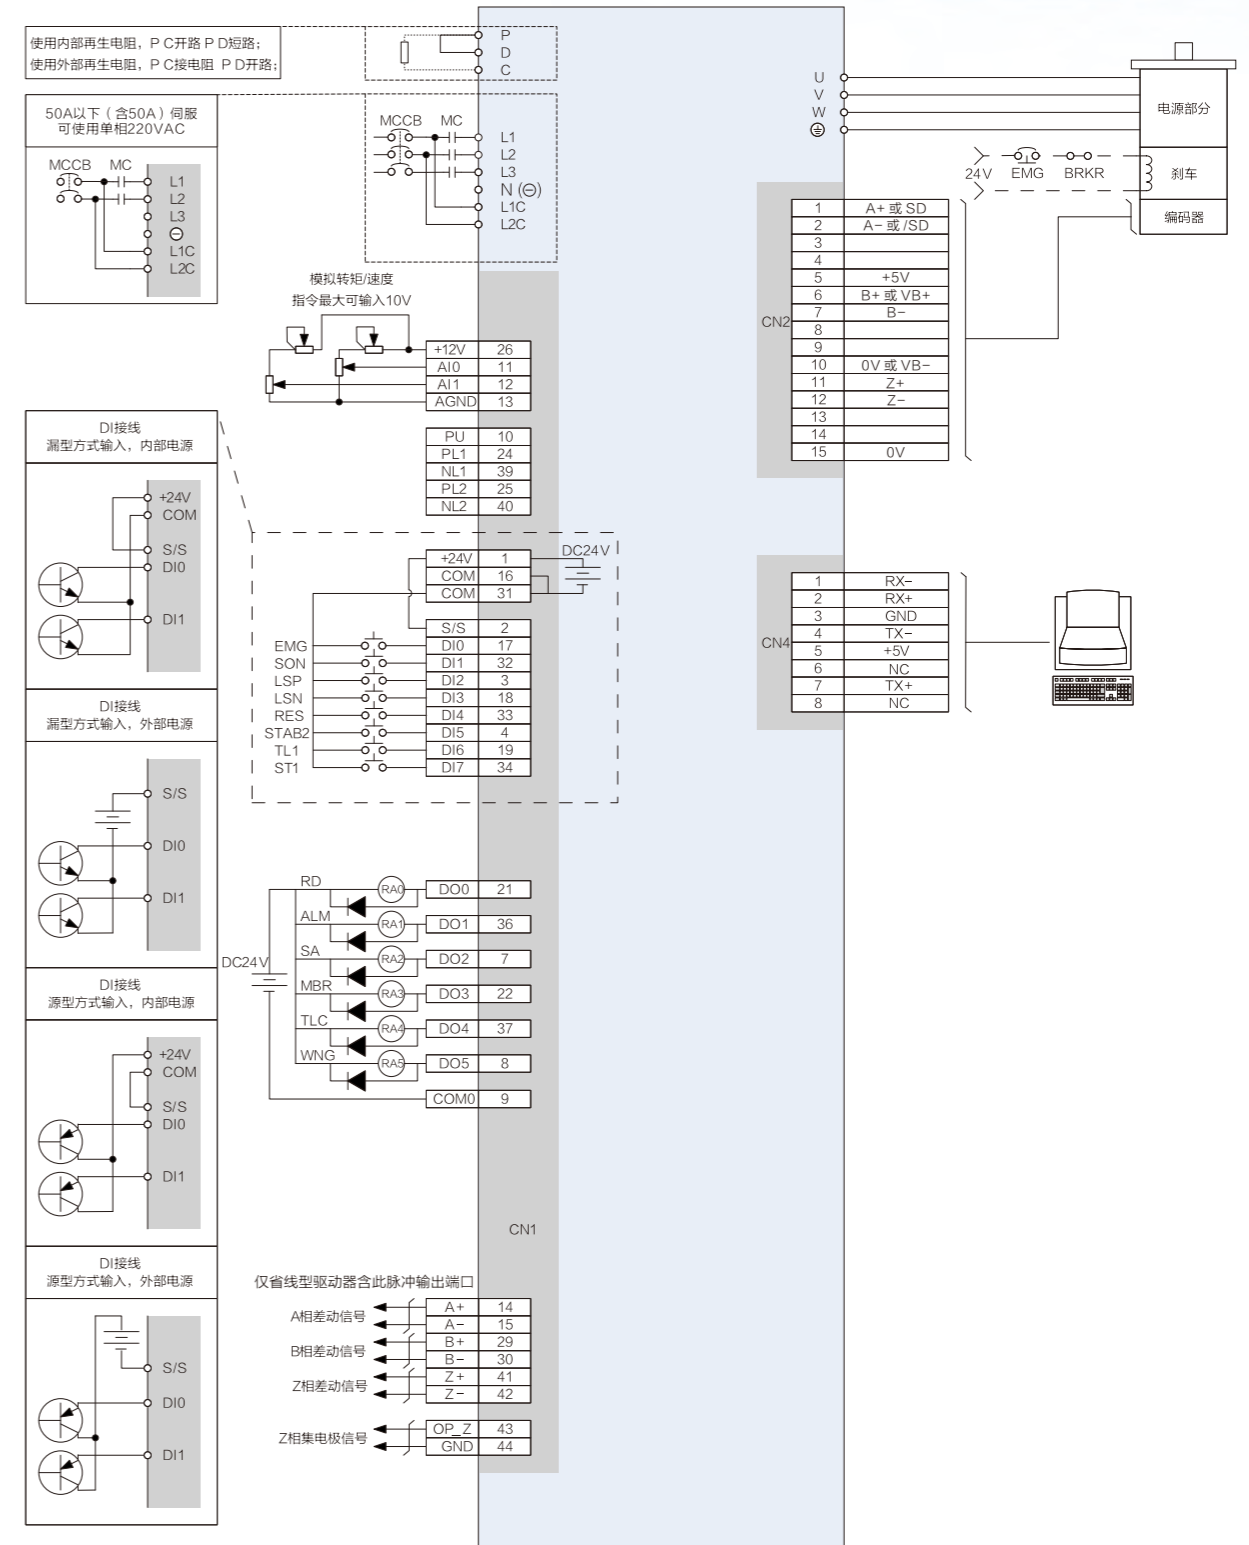 使用内部再生电阻，P C开路 P D短路；
使用外部再生电阻，P C接电阻 P D开路；
P
D
C
50A以下（含50A）伺服
可使用单相220VAC
MCCB MC
L1
L2
L3
⊖
L1C
L2C
MCCB MC
L1
L2
L3
N (⊖)
L1C
L2C
模拟转矩/速度
指令最大可输入10V
+12V 26
AI0 11
AI1 12
AGND 13
PU 10
PL1 24
NL1 39
PL2 25
NL2 40
DC24V
+24V 1
COM 16
COM 31
S/S 2
EMG DI0 17
SON DI1 32
LSP DI2 3
LSN DI3 18
RES DI4 33
STAB2 DI5 4
TL1 DI6 19
ST1 DI7 34
DC24V
RD RA0 DO0 21
ALM RA1 DO1 36
SA RA2 DO2 7
MBR RA3 DO3 22
TLC RA4 DO4 37
WNG RA5 DO5 8
COM0 9
CN1
仅省线型驱动器含此脉冲输出端口
A相差动信号
A+ 14
A- 15
B相差动信号
B+ 29
B- 30
Z相差动信号
Z+ 41
Z- 42
Z相集电极信号
OP_Z 43
GND 44
DI接线
漏型方式输入，内部电源
+24V
COM
S/S
DI0
DI1
DI接线
漏型方式输入，外部电源
S/S
DI0
DI1
DI接线
源型方式输入，内部电源
+24V
COM
S/S
DI0
DI1
DI接线
源型方式输入，外部电源
S/S
DI0
DI1
U
V
W
电源部分
24V EMG BRKR 刹车
编码器
CN2
1 A+ 或 SD
2 A- 或 /SD
3
4
5 +5V
6 B+ 或 VB+
7 B-
8
9
10 0V 或 VB-
11 Z+
12 Z-
13
14
15 0V
CN4
1 RX-
2 RX+
3 GND
4 TX-
5 +5V
6 NC
7 TX+
8 NC